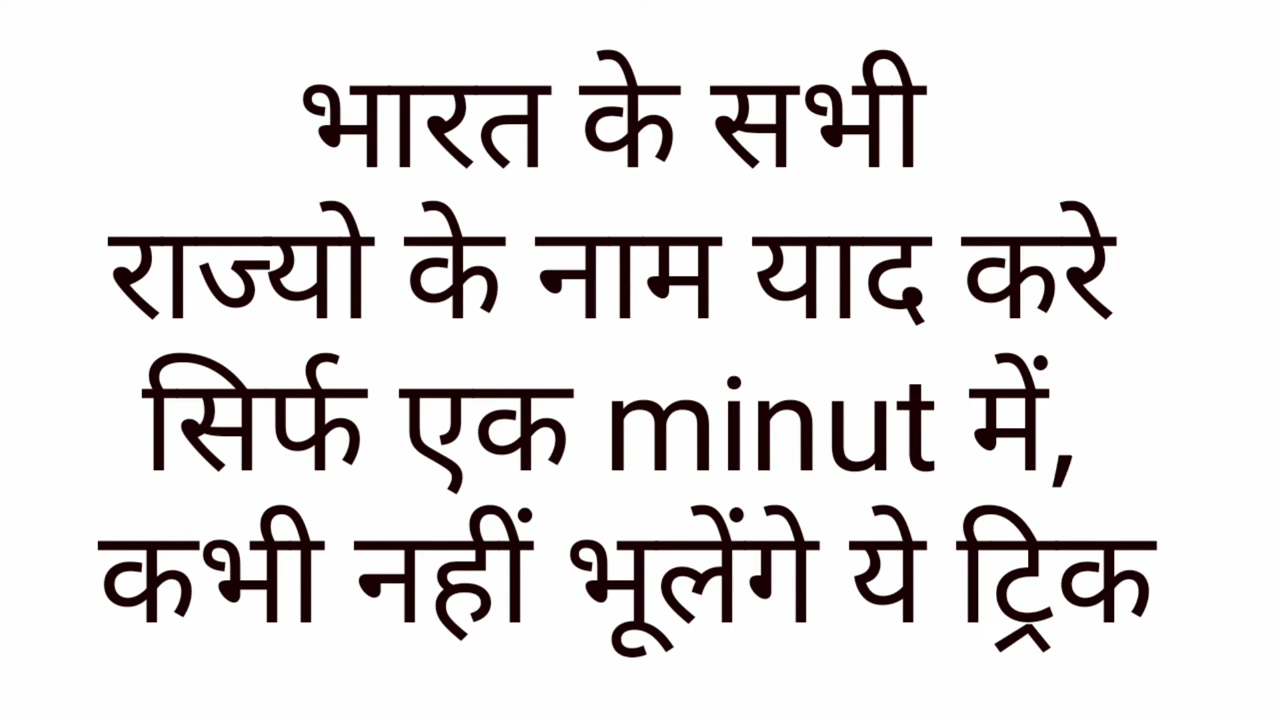 भारत के सभी
राज्यो के नाम याद करे
सिर्फ एक minut में,
कभी नहीं भूलेंगे ये ट्रिक